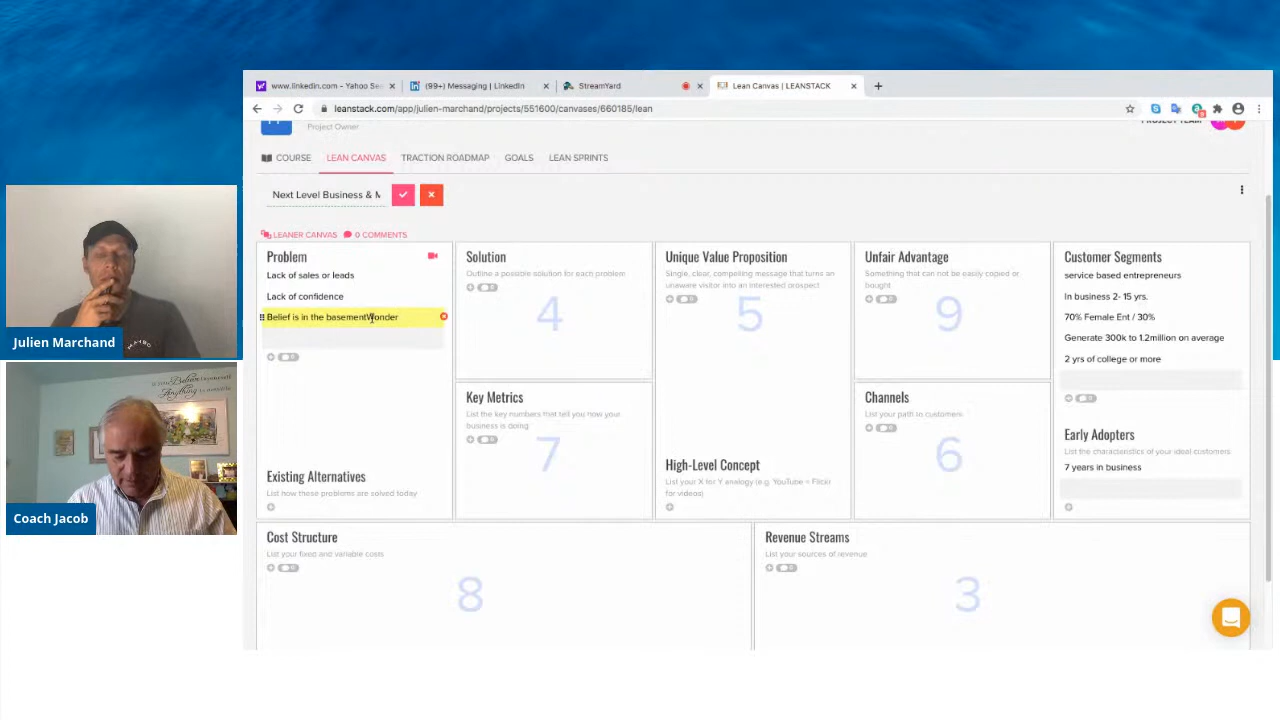 www.linkedin.com - Yahoo Se
(99+) Messaging | LinkedIn
StreamYard
Lean Canvas | LEANSTACK
leanstack.com/app/julien-marchand/projects/551600/canvases/660185/lean
Project Owner
COURSE
LEAN CANVAS
TRACTION ROADMAP
GOALS
LEAN SPRINTS
Next Level Business & M
LEANER CANVAS
0 COMMENTS
Problem
Lack of sales or leads
Lack of confidence
Belief is in the basementWonder
Existing Alternatives
List how these problems are solved today
Solution
Outline a possible solution for each problem
4
Key Metrics
List the key numbers that tell you how your
business is doing
7
Unique Value Proposition
Single, clear, compelling message that turns an
unaware visitor into an interested prospect
5
High-Level Concept
List your X for Y analogy (e.g. YouTube = Flickr
for videos)
Unfair Advantage
Something that can not be easily copied or
bought
9
Channels
List your path to customers
6
Customer Segments
service based entrepreneurs
In business 2- 15 yrs.
70% Female Ent / 30%
Generate 300k to 1.2million on average
2 yrs of college or more
Early Adopters
List the characteristics of your ideal customers
7 years in business
Cost Structure
List your fixed and variable costs
8
Revenue Streams
List your sources of revenue
3
Julien Marchand
Coach Jacob